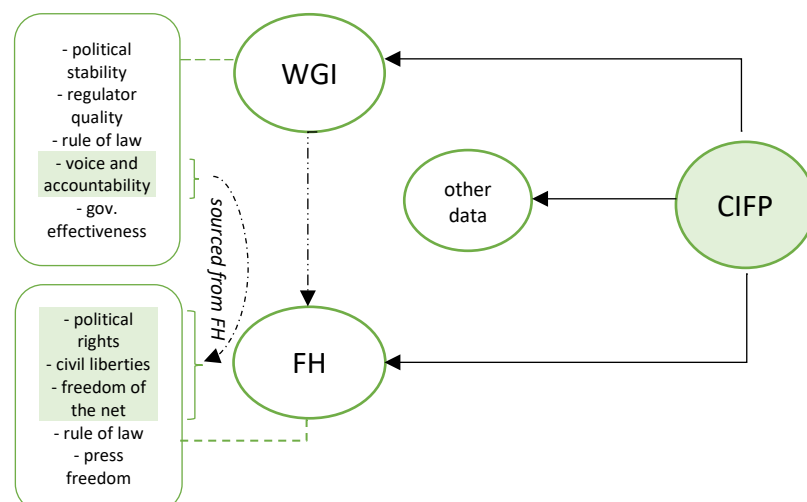 - political
stability
- regulator
quality
- rule of law
- voice and
accountability
- gov.
effectiveness
WGI
other
data
CIFP
sourced from FH
- political
rights
- civil liberties
- freedom of
the net
- rule of law
- press
freedom
FH